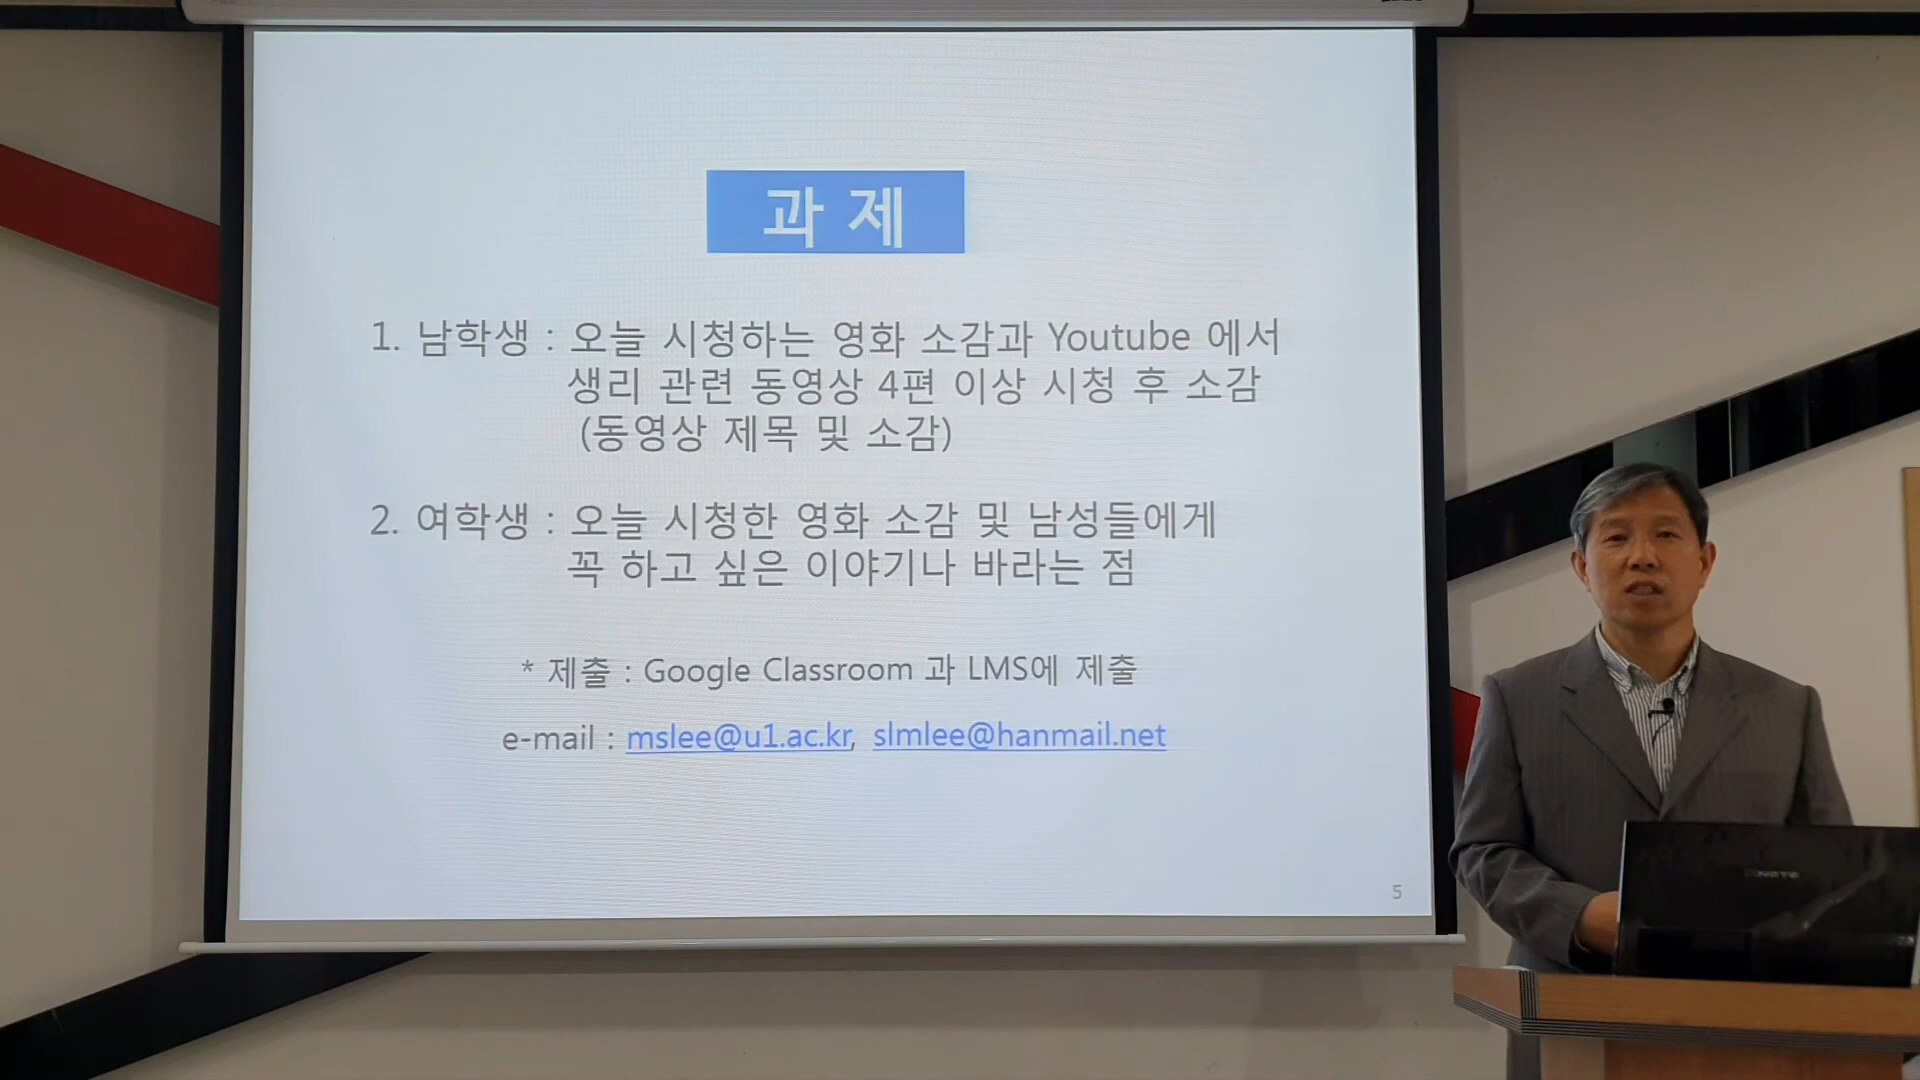 과 제
1. 남학생 : 오늘 시청하는 영화 소감과 Youtube 에서
생리 관련 동영상 4편 이상 시청 후 소감
(동영상 제목 및 소감)
2. 여학생 : 오늘 시청한 영화 소감 및 남성들에게
꼭 하고 싶은 이야기나 바라는 점
* 제출 : Google Classroom 과 LMS에 제출
e-mail : mslee@u1.ac.kr, slmlee@hanmail.net
5